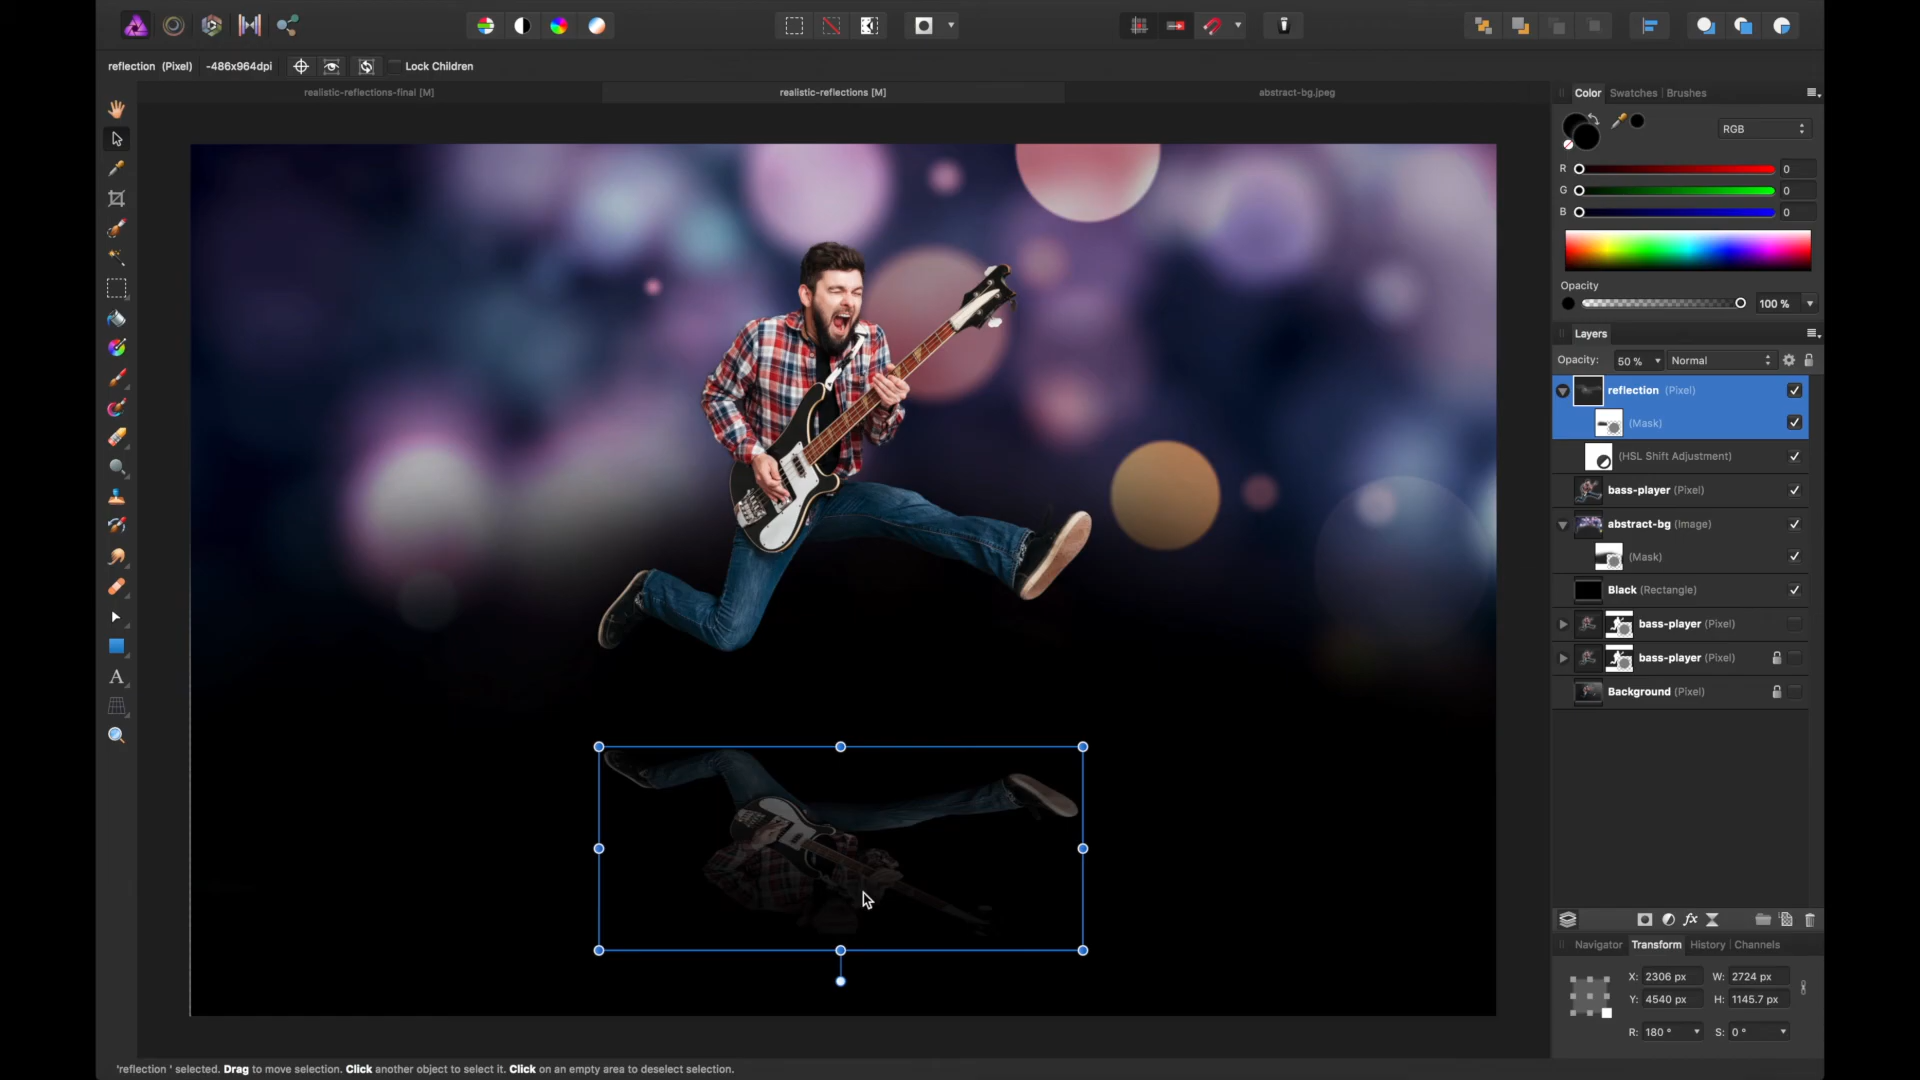 reflection (Pixel) -486x964dpi Lock Children
realistic-reflections-final [M] realistic-reflections [M] abstract-bg.jpeg
Color Swatches Brushes
RGB
R 0
G 0
B 0
Opacity
100 %
Layers
Opacity: 50 % Normal
reflection (Pixel)
(Mask)
(HSL Shift Adjustment)
bass-player (Pixel)
abstract-bg (Image)
(Mask)
Black (Rectangle)
bass-player (Pixel)
bass-player (Pixel)
Background (Pixel)
fx
Navigator Transform History Channels
X: 2306 px W: 2724 px
Y: 4540 px H: 1145.7 px
R: 180 ° S: 0 °
A
'reflection ' selected. Drag to move selection. Click another object to select it. Click on an empty area to deselect selection.